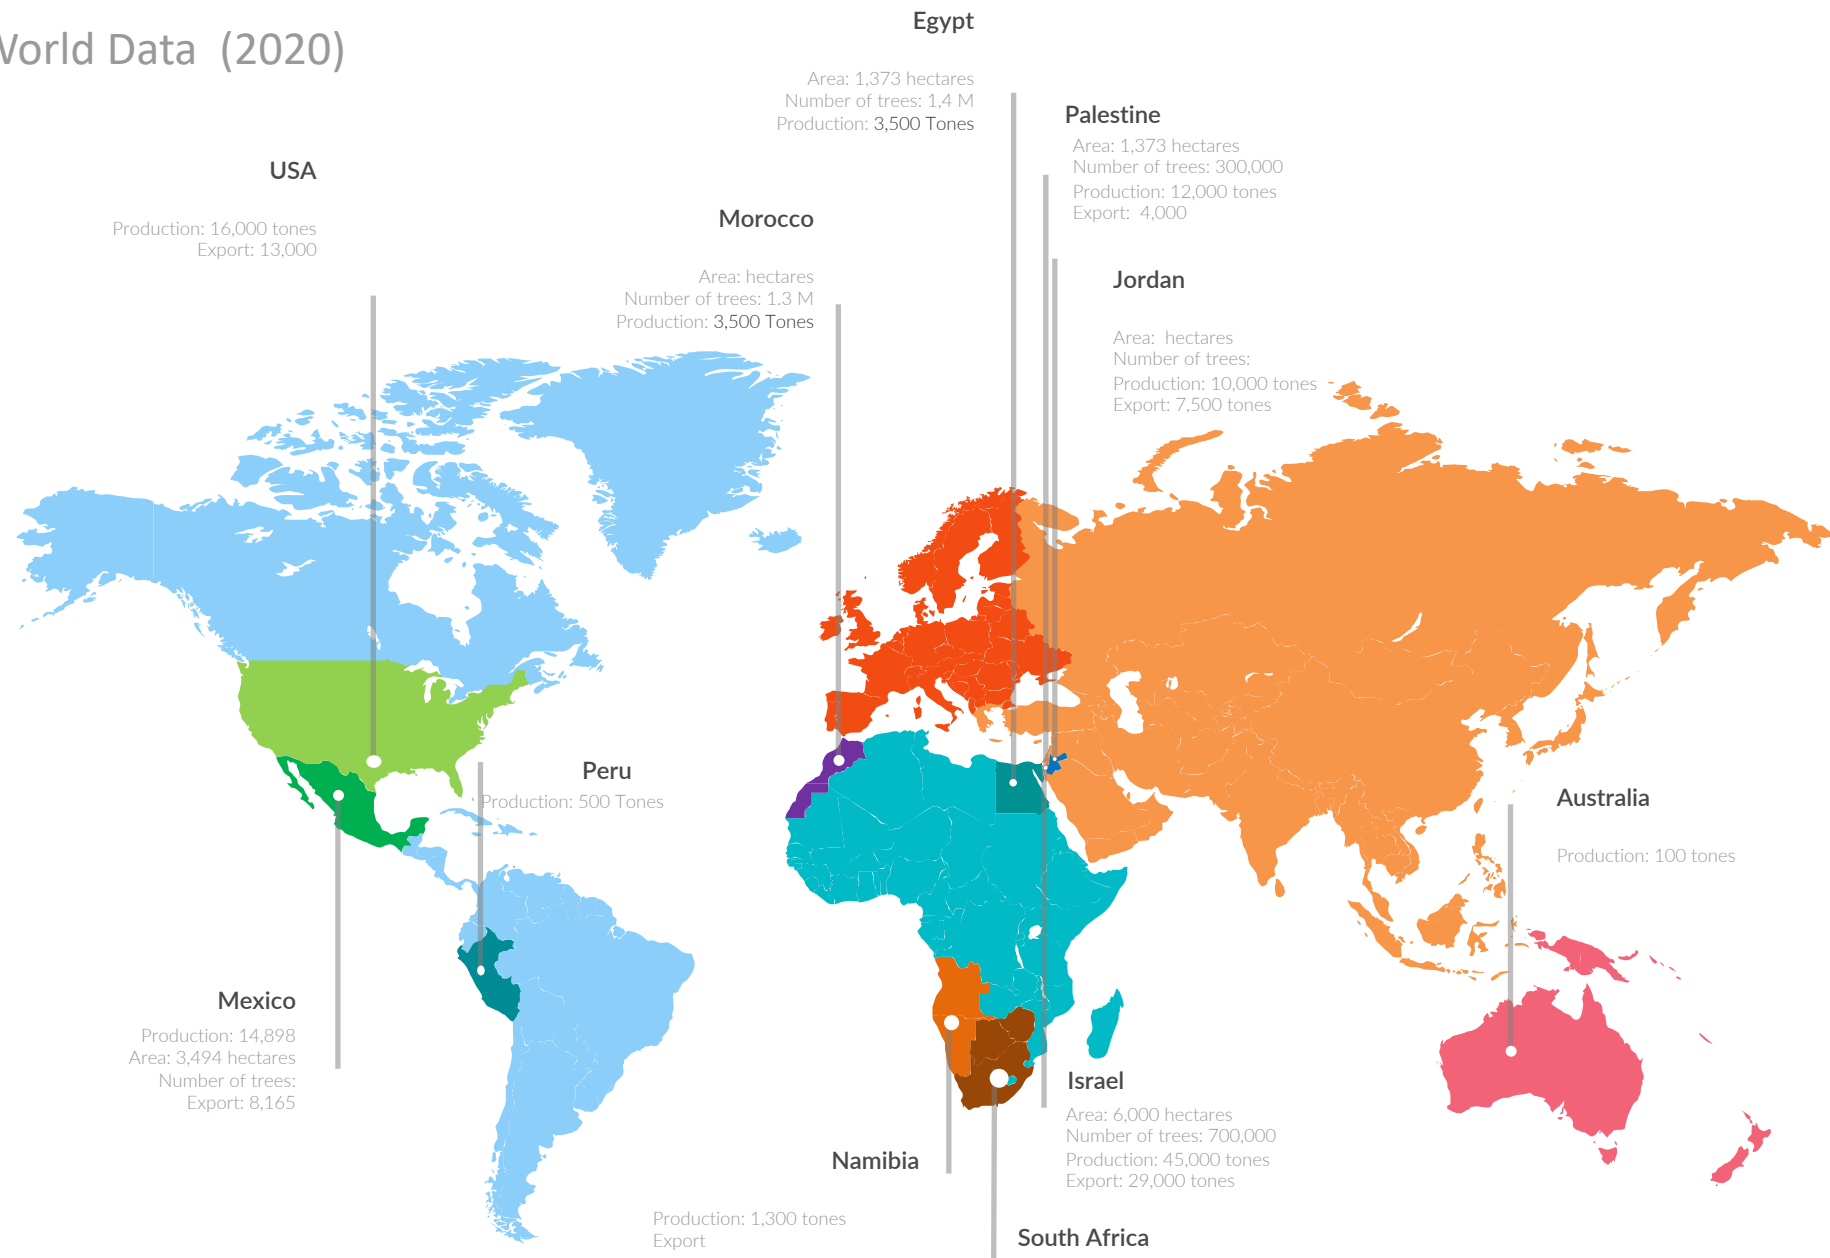 World Data (2020)
Egypt
Area: 1,373 hectares
Number of trees: 1,4 M
Production: 3,500 Tones
Palestine
Area: 1,373 hectares
Number of trees: 300,000
Production: 12,000 tones
Export: 4,000
USA
Production: 16,000 tones
Export: 13,000
Morocco
Area: hectares
Number of trees: 1.3 M
Production: 3,500 Tones
Jordan
Area: hectares
Number of trees:
Production: 10,000 tones
Export: 7,500 tones
Peru
Production: 500 Tones
Australia
Production: 100 tones
Mexico
Production: 14,898
Area: 3,494 hectares
Number of trees:
Export: 8,165
Israel
Area: 6,000 hectares
Number of trees: 700,000
Production: 45,000 tones
Export: 29,000 tones
Namibia
Production: 1,300 tones
Export
South Africa